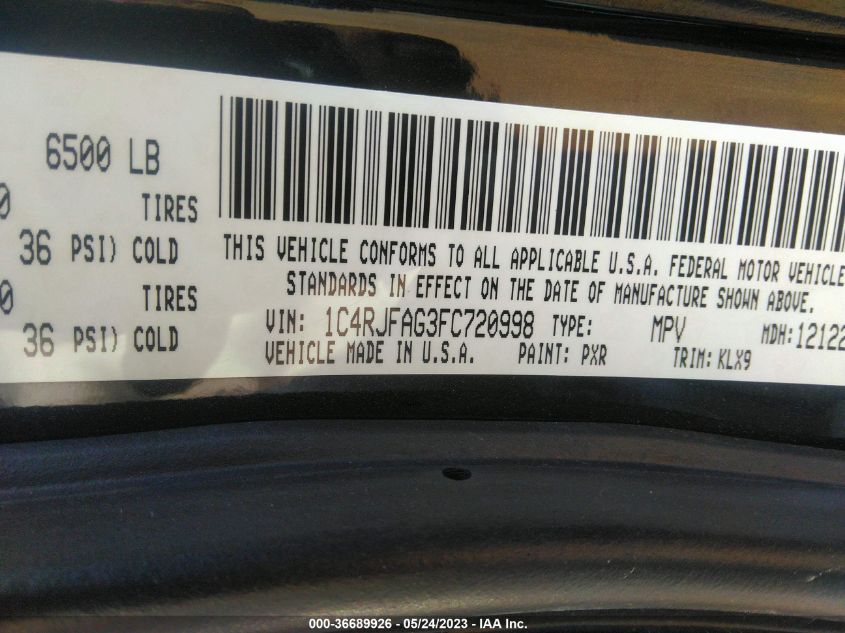 6500 LB
0 TIRES
36 PSI) COLD
0 TIRES
36 PSI) COLD
THIS VEHICLE CONFORMS TO ALL APPLICABLE U.S.A. FEDERAL MOTOR VEHICLE
STANDARDS IN EFFECT ON THE DATE OF MANUFACTURE SHOWN ABOVE.
VIN: 1C4RJFAG3FC720998 TYPE: MPV MDH:12122
VEHICLE MADE IN U.S.A. PAINT: PXR TRIM: KLX9
000-36689926 - 05/24/2023 - IAA Inc.